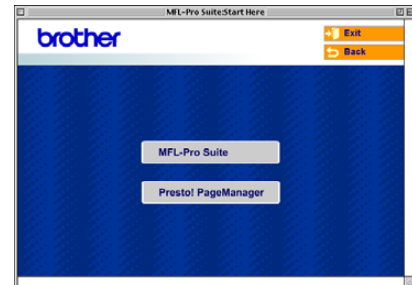 MFL-Pro Suite:Start Here
brother
Exit
Back
MFL-Pro Suite
Presto! PageManager